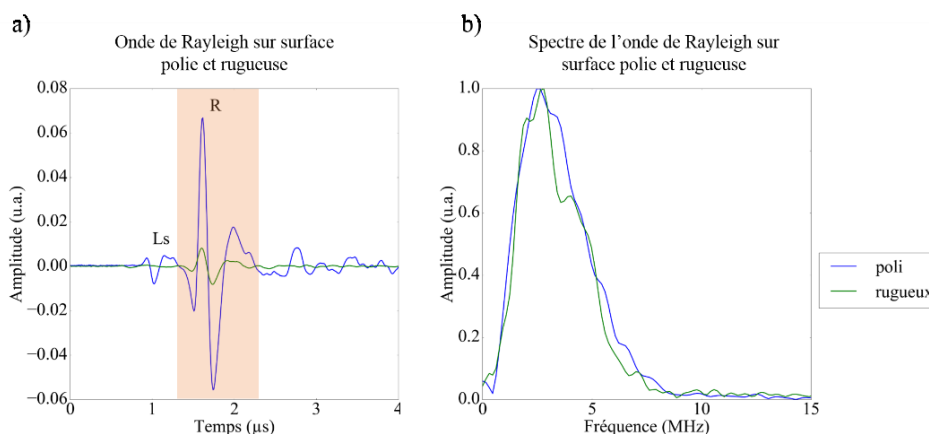 a)
Onde de Rayleigh sur surface
polie et rugueuse
0.08
0.06
0.04
0.02
0.00
−0.02
−0.04
−0.06
Amplitude (u.a.)
R
Ls
0
1
2
3
4
Temps (µs)
b)
Spectre de l’onde de Rayleigh sur
surface polie et rugueuse
1.0
0.8
0.6
0.4
0.2
0.0
Amplitude (u.a.)
0
5
10
15
Fréquence (MHz)
poli
rugueux